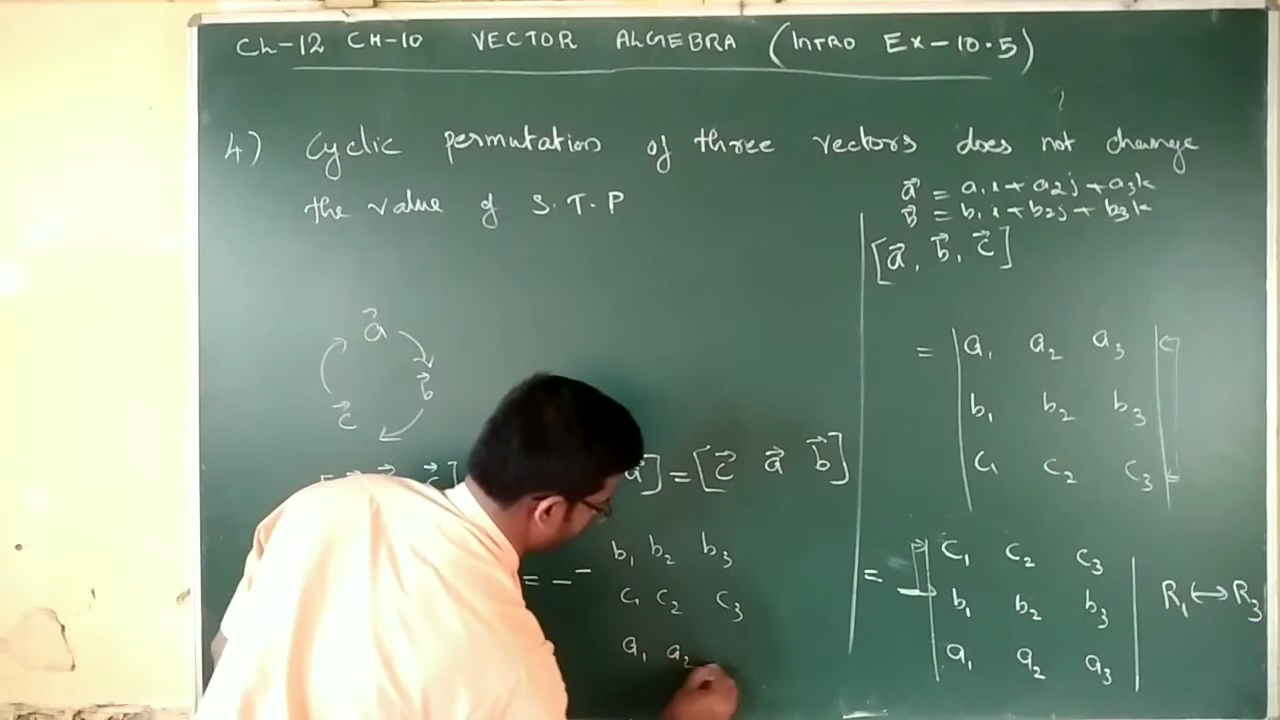 Ch-12 CH-10 VECTOR ALGEBRA (INTRO EX-10.5)
4) Cyclic permutation of three vectors does not change
the value of S.T.P
a⃗
b⃗
c⃗
c⃗] a⃗] = [c⃗ a⃗ b⃗]
= - - b₁ b₂ b₃
c₁ c₂ c₃
a₁ a₂
a⃗ = a₁i + a₂j + a₃k
b⃗ = b₁i + b₂j + b₃k
[a⃗, b⃗, c⃗]
= | a₁ a₂ a₃ |
b₁ b₂ b₃
c₁ c₂ c₃
= - | c₁ c₂ c₃ |
b₁ b₂ b₃ R₁↔R₃
a₁ a₂ a₃
=